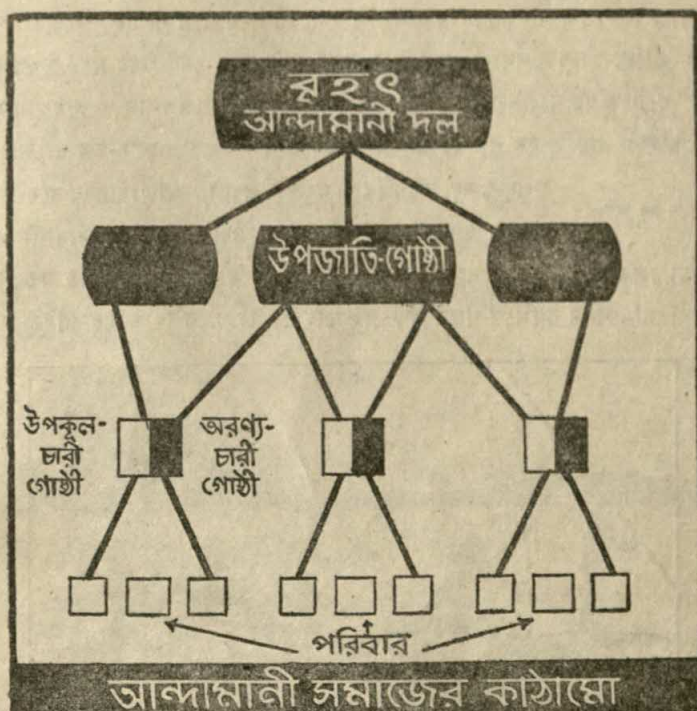 বৃহৎ
আন্দামানী দল
উপজাতি-গোষ্ঠী
উপকূল-
চারী
গোষ্ঠী
অরণ্য-
চারী
গোষ্ঠী
পরিবার
আন্দামানী সমাজের কাঠামো